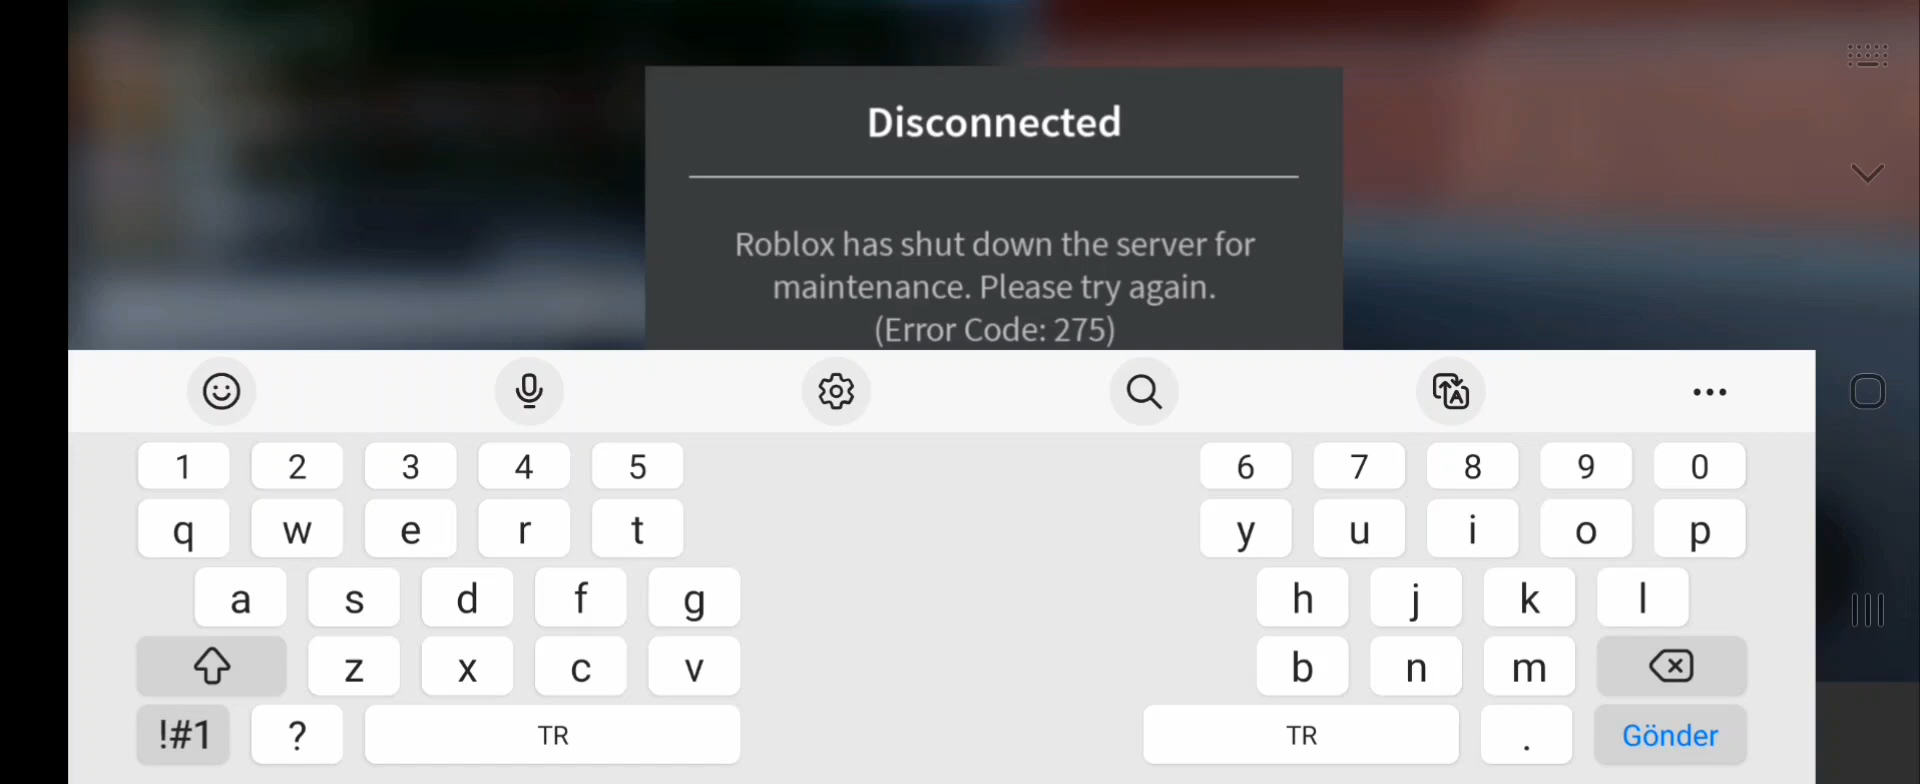 Disconnected
Roblox has shut down the server for
maintenance. Please try again.
(Error Code: 275)
1 2 3 4 5 6 7 8 9 0
q w e r t y u i o p
a s d f g h j k l
z x c v b n m
!#1 ? TR TR . Gönder